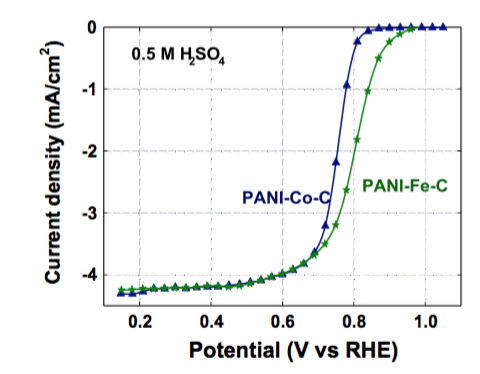 0
0.5 M H₂SO₄
-1
-2
PANI-Fe-C
PANI-Co-C
-3
-4
Current density (mA/cm²)
0.2 0.4 0.6 0.8 1.0
Potential (V vs RHE)